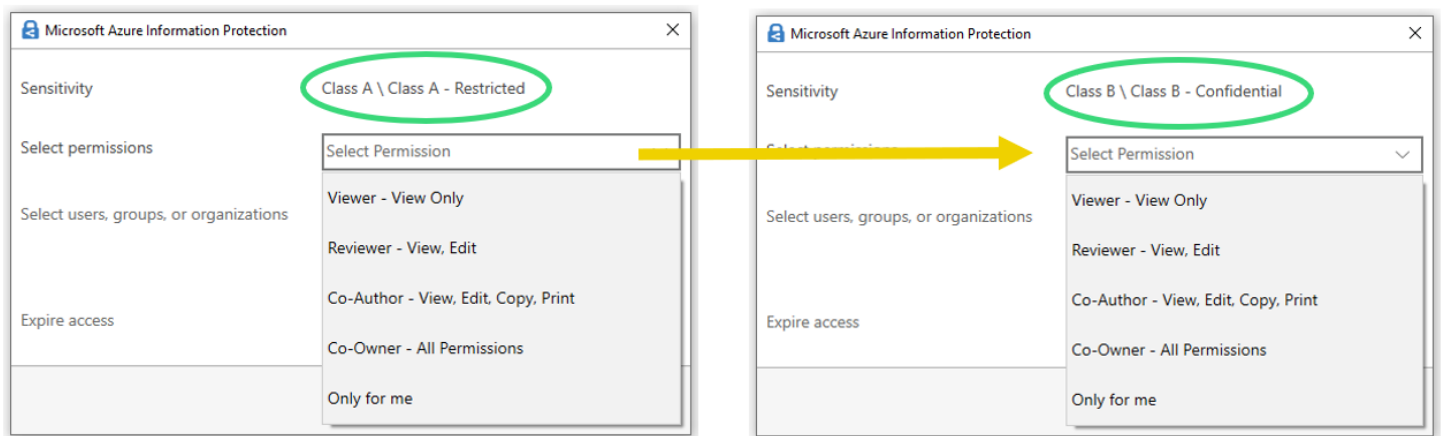 Microsoft Azure Information Protection
Sensitivity
Class A \ Class A - Restricted
Select permissions
Select Permission
Viewer - View Only
Select users, groups, or organizations
Reviewer - View, Edit
Co-Author - View, Edit, Copy, Print
Expire access
Co-Owner - All Permissions
Only for me
Microsoft Azure Information Protection
Sensitivity
Class B \ Class B - Confidential
Select permissions
Select Permission
Viewer - View Only
Select users, groups, or organizations
Reviewer - View, Edit
Co-Author - View, Edit, Copy, Print
Expire access
Co-Owner - All Permissions
Only for me